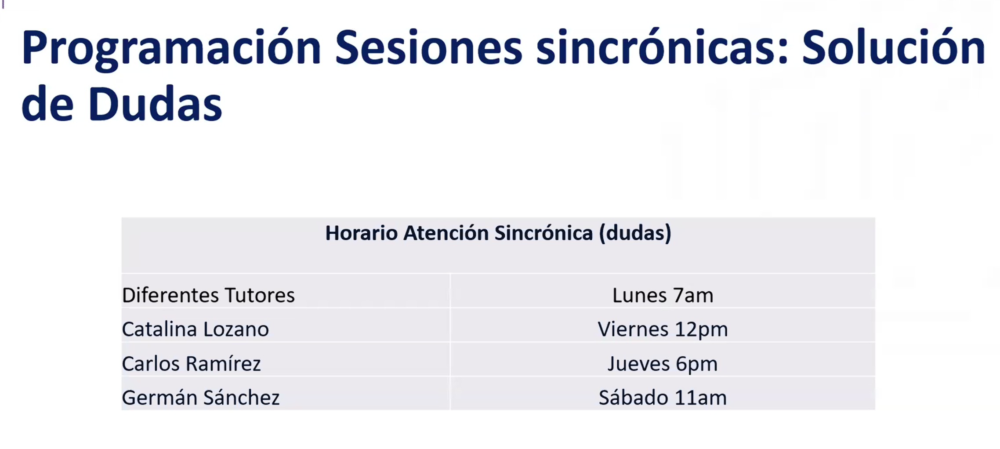 Programación Sesiones sincrónicas: Solución
de Dudas
Horario Atención Sincrónica (dudas)
Diferentes Tutores Lunes 7am
Catalina Lozano Viernes 12pm
Carlos Ramírez Jueves 6pm
Germán Sánchez Sábado 11am